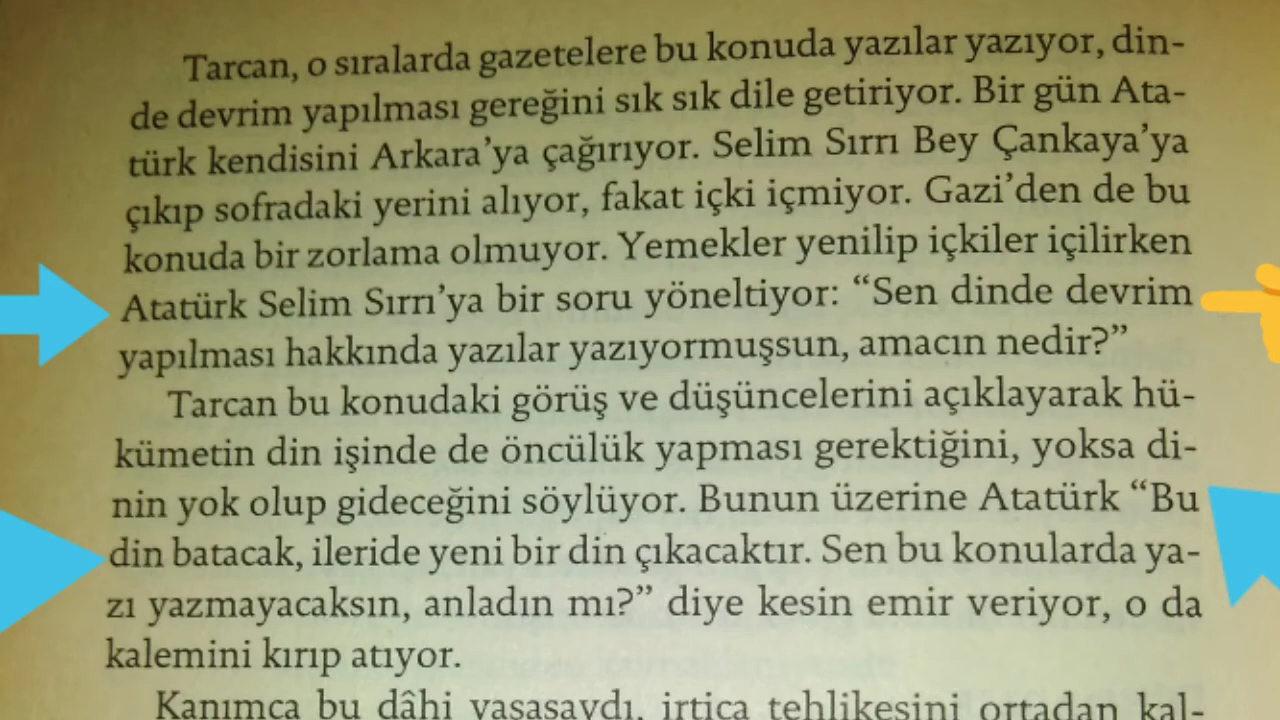 Tarcan, o sıralarda gazetelere bu konuda yazılar yazıyor, din-
de devrim yapılması gereğini sık sık dile getiriyor. Bir gün Ata-
türk kendisini Arkara’ya çağırıyor. Selim Sırrı Bey Çankaya’ya
çıkıp sofradaki yerini alıyor, fakat içki içmiyor. Gazi’den de bu
konuda bir zorlama olmuyor. Yemekler yenilip içkiler içilirken
Atatürk Selim Sırrı’ya bir soru yöneltiyor: “Sen dinde devrim
yapılması hakkında yazılar yazıyormuşsun, amacın nedir?”
Tarcan bu konudaki görüş ve düşüncelerini açıklayarak hü-
kümetin din işinde de öncülük yapması gerektiğini, yoksa di-
nin yok olup gideceğini söylüyor. Bunun üzerine Atatürk “Bu
din batacak, ileride yeni bir din çıkacaktır. Sen bu konularda ya-
zı yazmayacaksın, anladın mı?” diye kesin emir veriyor, o da
kalemini kırıp atıyor.
Kanımca bu dâhi yaşasaydı, irtica tehlikesini ortadan kal-